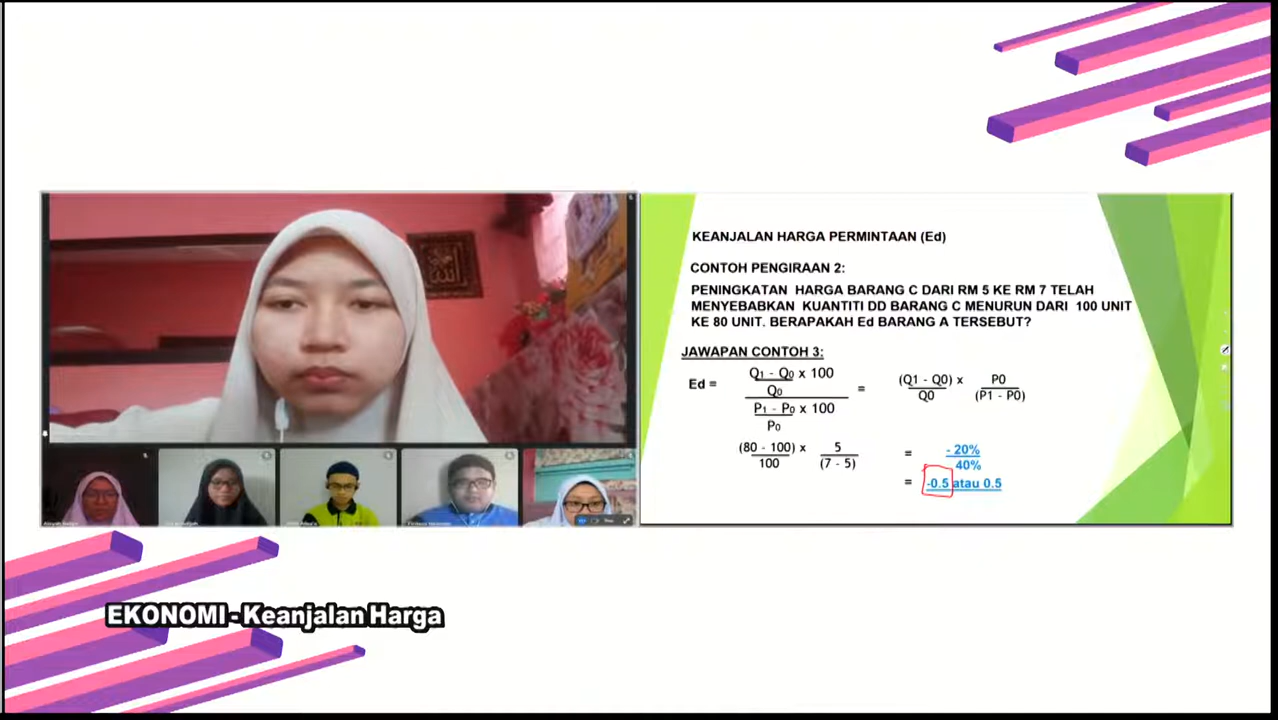 KEANJALAN HARGA PERMINTAAN (Ed)
CONTOH PENGIRAAN 2:
PENINGKATAN HARGA BARANG C DARI RM 5 KE RM 7 TELAH
MENYEBABKAN KUANTITI DD BARANG C MENURUN DARI 100 UNIT
KE 80 UNIT. BERAPAKAH Ed BARANG A TERSEBUT?
JAWAPAN CONTOH 3:
Ed = Q1 - Q0 x 100 = (Q1 - Q0) x P0
Q0 Q0 (P1 - P0)
P1 - P0 x 100
P0
(80 - 100) x 5 = - 20%
100 (7 - 5) 40%
= -0.5 atau 0.5
EKONOMI - Keanjalan Harga